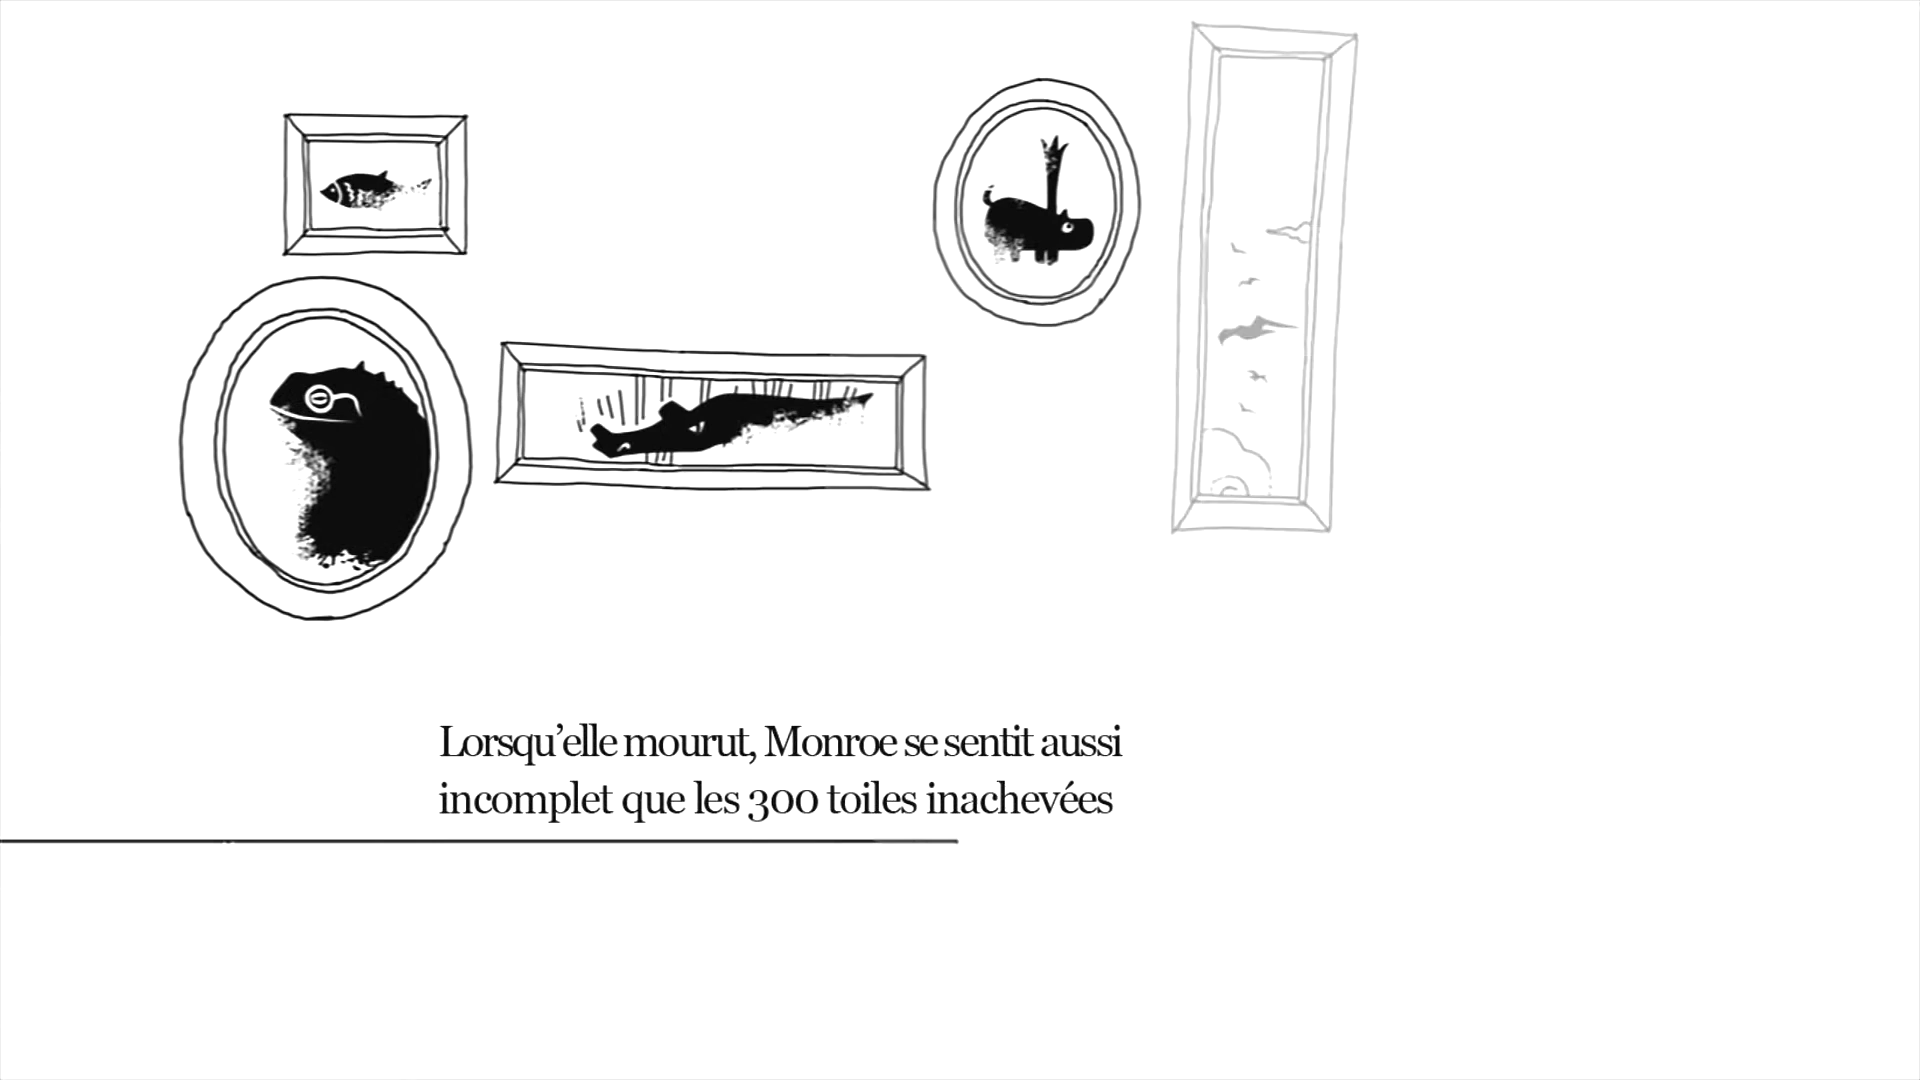 Lorsqu’elle mourut, Monroe se sentit aussi
incomplet que les 300 toiles inachevées